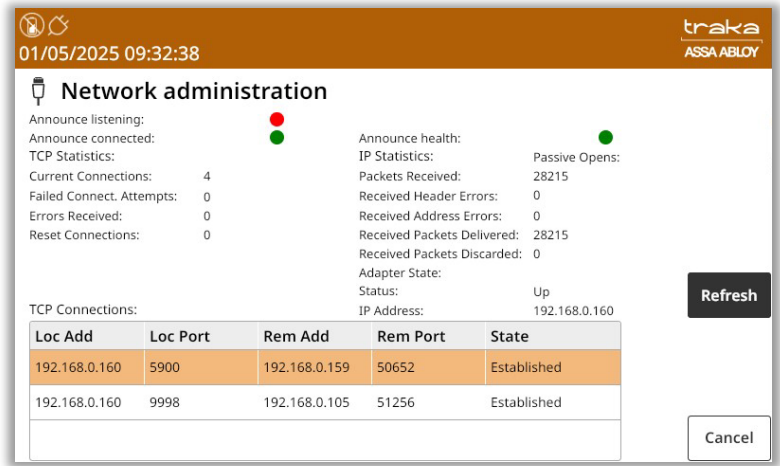 traka
01/05/2025 09:32:38
ASSA ABLOY
Network administration
Announce listening:
Announce connected:
Announce health:
TCP Statistics:
IP Statistics:
Passive Opens:
Current Connections: 4
Packets Received: 28215
Failed Connect. Attempts: 0
Received Header Errors: 0
Errors Received: 0
Received Address Errors: 0
Reset Connections: 0
Received Packets Delivered: 28215
Received Packets Discarded: 0
Adapter State:
Status: Up
Refresh
TCP Connections:
IP Address: 192.168.0.160
Loc Add Loc Port Rem Add Rem Port State
192.168.0.160 5900 192.168.0.159 50652 Established
192.168.0.160 9998 192.168.0.105 51256 Established
Cancel